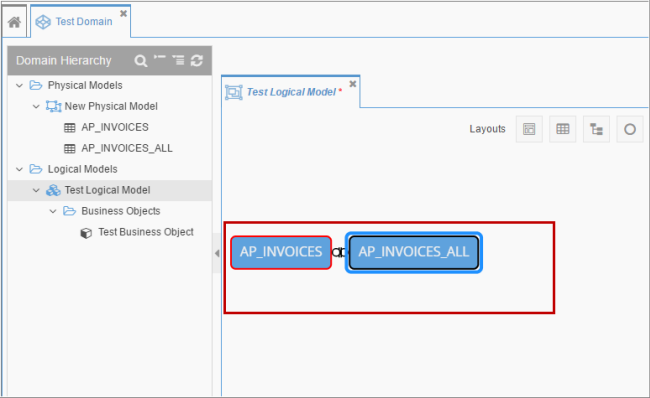 Test Domain
Domain Hierarchy
Physical Models
New Physical Model
AP_INVOICES
AP_INVOICES_ALL
Logical Models
Test Logical Model
Business Objects
Test Business Object
Test Logical Model *
Layouts
AP_INVOICES
AP_INVOICES_ALL